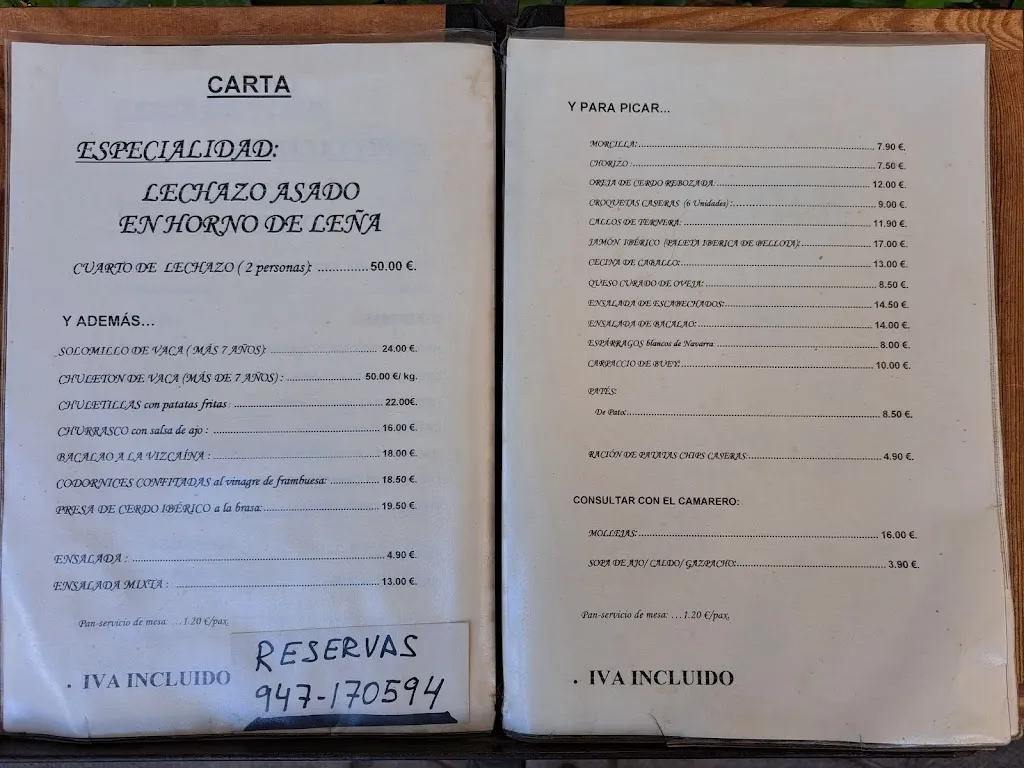 CARTA
ESPECIALIDAD:
LECHAZO ASADO
EN HORNO DE LEÑA
CUARTO DE LECHAZO ( 2 personas): ............50.00 €.
Y ADEMÁS...
SOLOMILLO DE VACA ( MÁS 7 AÑOS): ................................ 24.00 €.
CHULETON DE VACA (MÁS DE 7 AÑOS) : ....................... 50.00 €/ kg.
CHULETILLAS con patatas fritas : .......................................... 22.00€.
CHURRASCO con salsa de ajo : ................................................ 16.00 €.
BACALAO A LA VIZCAÍNA : ................................................ 18.00 €.
CODORNICES CONFITADAS al vinagre de frambuesa: .............. 18.50 €.
PRESA DE CERDO IBÉRICO a la brasa:................................. 19.50 €.
ENSALADA : ........................................................................ 4.90 €.
ENSALADA MIXTA : .......................................................... 13.00 €.
Pan-servicio de mesa: ...1.20 €/pax.
. IVA INCLUIDO
RESERVAS
947-170594
Y PARA PICAR...
MORCILLA:........................................................................ 7.90 €.
CHORIZO :.......................................................................... 7.50 €.
OREJA DE CERDO REBOZADA:............................................ 12.00 €.
CROQUETAS CASERAS (6 Unidades) :..................................... 9.00 €.
CALLOS DE TERNERA:........................................................ 11.90 €.
JAMÓN IBÉRICO (PALETA IBERICA DE BELLOTA):................ 17.00 €.
CECINA DE CABALLO:........................................................ 13.00 €.
QUESO CURADO DE OVEJA:................................................ 8.50 €.
ENSALADA DE ESCABECHADOS:......................................... 14.50 €.
ENSALADA DE BACALAO:.................................................. 14.00 €.
ESPÁRRAGOS blancos de Navarra ............................................ 8.00 €.
CARPACCIO DE BUEY:....................................................... 10.00 €.
PATÉS:
De Pato:............................................................................ 8.50 €.
RACIÓN DE PATATAS CHIPS CASERAS:................................. 4.90 €.
CONSULTAR CON EL CAMARERO:
MOLLEJAS:....................................................................... 16.00 €.
SOPA DE AJO/ CALDO/ GAZPACHO:....................................... 3.90 €.
Pan-servicio de mesa: ...1.20 €/pax.
. IVA INCLUIDO